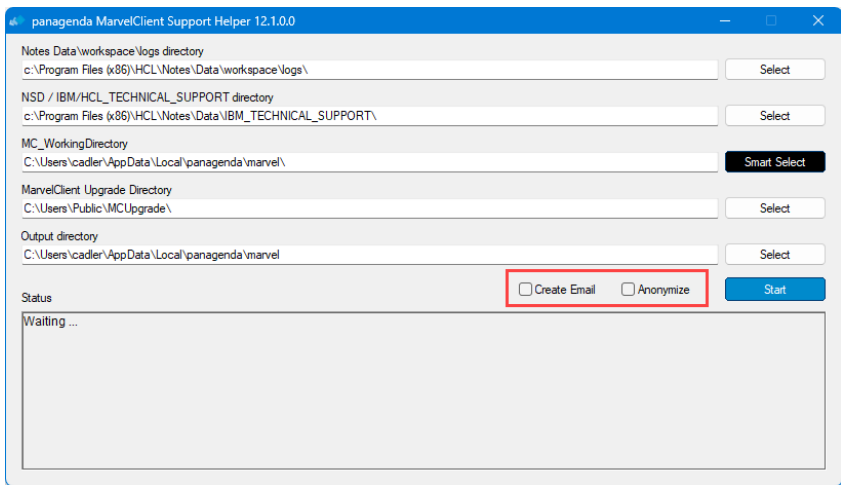 panagenda MarvelClient Support Helper 12.1.0.0
Notes Data\workspace\logs directory
c:\Program Files (x86)\HCL\Notes\Data\workspace\logs\ Select
NSD / IBM/HCL_TECHNICAL_SUPPORT directory
c:\Program Files (x86)\HCL\Notes\Data\IBM_TECHNICAL_SUPPORT\ Select
MC_WorkingDirectory
C:\Users\cadler\AppData\Local\panagenda\marvel\ Smart Select
MarvelClient Upgrade Directory
C:\Users\Public\MCUpgrade\ Select
Output directory
C:\Users\cadler\AppData\Local\panagenda\marvel Select
Create Email Anonymize Start
Status
Waiting ...